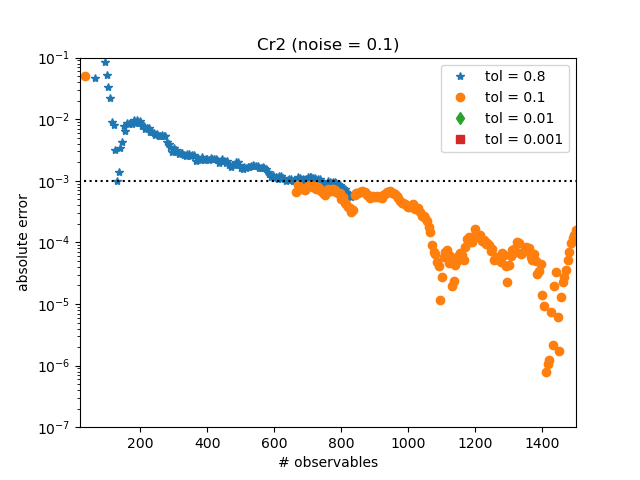 Cr2 (noise = 0.1)
tol = 0.8
tol = 0.1
tol = 0.01
tol = 0.001
absolute error
10⁻¹
10⁻²
10⁻³
10⁻⁴
10⁻⁵
10⁻⁶
10⁻⁷
200 400 600 800 1000 1200 1400
# observables